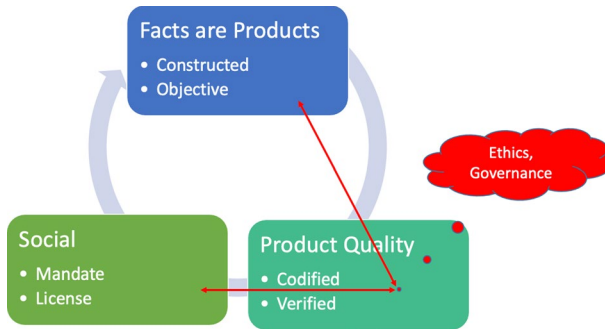 Facts are Products
• Constructed
• Objective
Ethics,
Governance
Social
• Mandate
• License
Product Quality
• Codified
• Verified